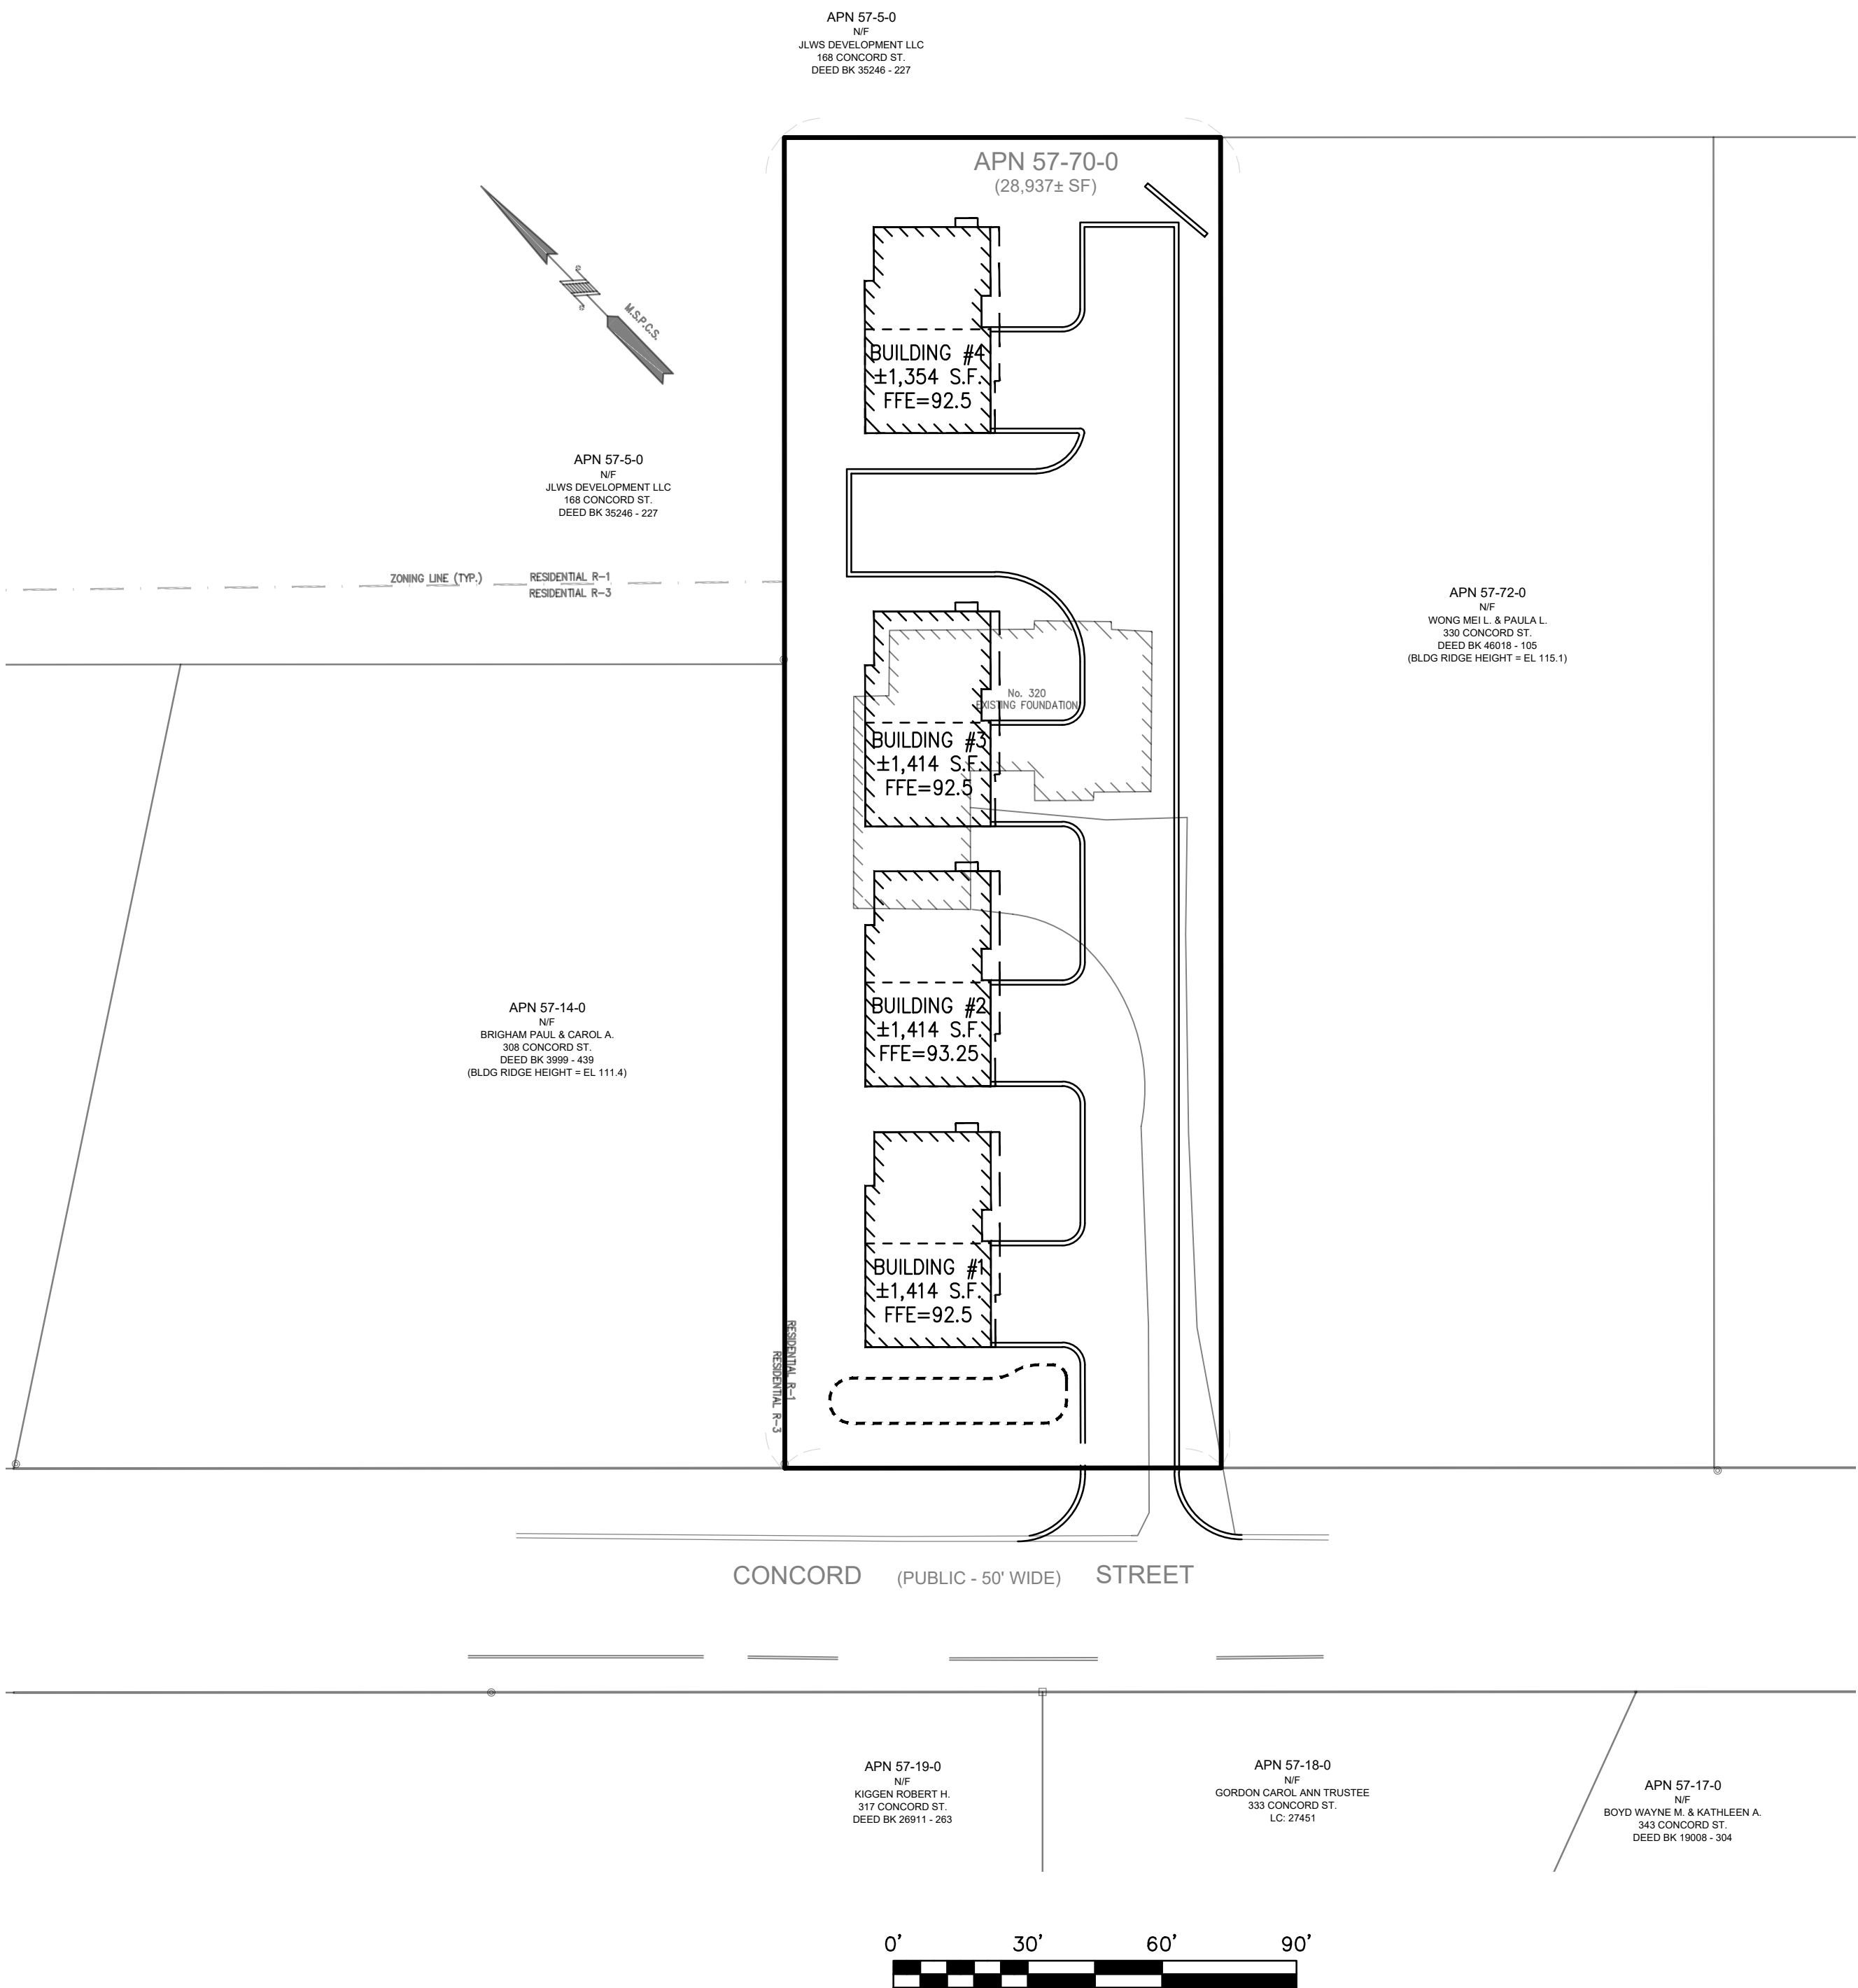 APN 57-5-0
N/F
JLWS DEVELOPMENT LLC
168 CONCORD ST.
DEED BK 35246 - 227
APN 57-70-0
(28,937± SF)
M.S.P.C.S.
BUILDING #4
±1,354 S.F.
FFE=92.5
APN 57-5-0
N/F
JLWS DEVELOPMENT LLC
168 CONCORD ST.
DEED BK 35246 - 227
ZONING LINE (TYP.)
RESIDENTIAL R-1
RESIDENTIAL R-3
APN 57-72-0
N/F
WONG MEI L. & PAULA L.
330 CONCORD ST.
DEED BK 46018 - 105
(BLDG RIDGE HEIGHT = EL 115.1)
No. 320
EXISTING FOUNDATION
BUILDING #3
±1,414 S.F.
FFE=92.5
APN 57-14-0
N/F
BRIGHAM PAUL & CAROL A.
308 CONCORD ST.
DEED BK 3999 - 439
(BLDG RIDGE HEIGHT = EL 111.4)
BUILDING #2
±1,414 S.F.
FFE=93.25
BUILDING #1
±1,414 S.F.
FFE=92.5
RESIDENTIAL R-1
RESIDENTIAL R-3
CONCORD (PUBLIC - 50' WIDE) STREET
APN 57-19-0
N/F
KIGGEN ROBERT H.
317 CONCORD ST.
DEED BK 26911 - 263
APN 57-18-0
N/F
GORDON CAROL ANN TRUSTEE
333 CONCORD ST.
LC: 27451
APN 57-17-0
N/F
BOYD WAYNE M. & KATHLEEN A.
343 CONCORD ST.
DEED BK 19008 - 304
0' 30' 60' 90'